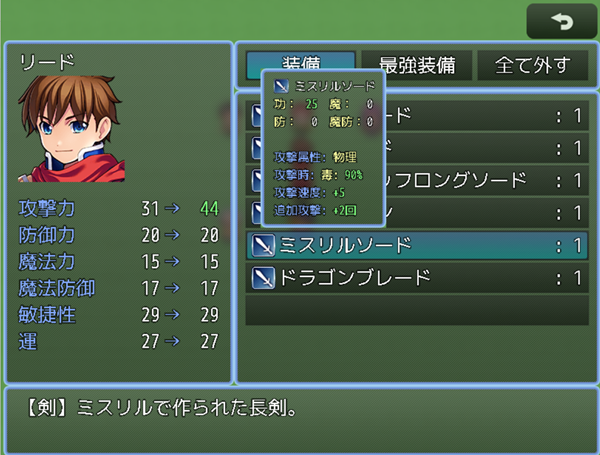 リード
装備 最強装備 全て外す
ミスリルソード
功: 25 魔: 0
防: 0 魔防: 0
攻撃属性: 物理
攻撃時: 毒: 90%
攻撃速度: +5
追加攻撃: +2回
ード : 1
: 1
ッフロングソード : 1
: 1
ミスリルソード : 1
ドラゴンブレード : 1
攻撃力 31→ 44
防御力 20→ 20
魔法力 15→ 15
魔法防御 17→ 17
敏捷性 29→ 29
運 27→ 27
【剣】ミスリルで作られた長剣。